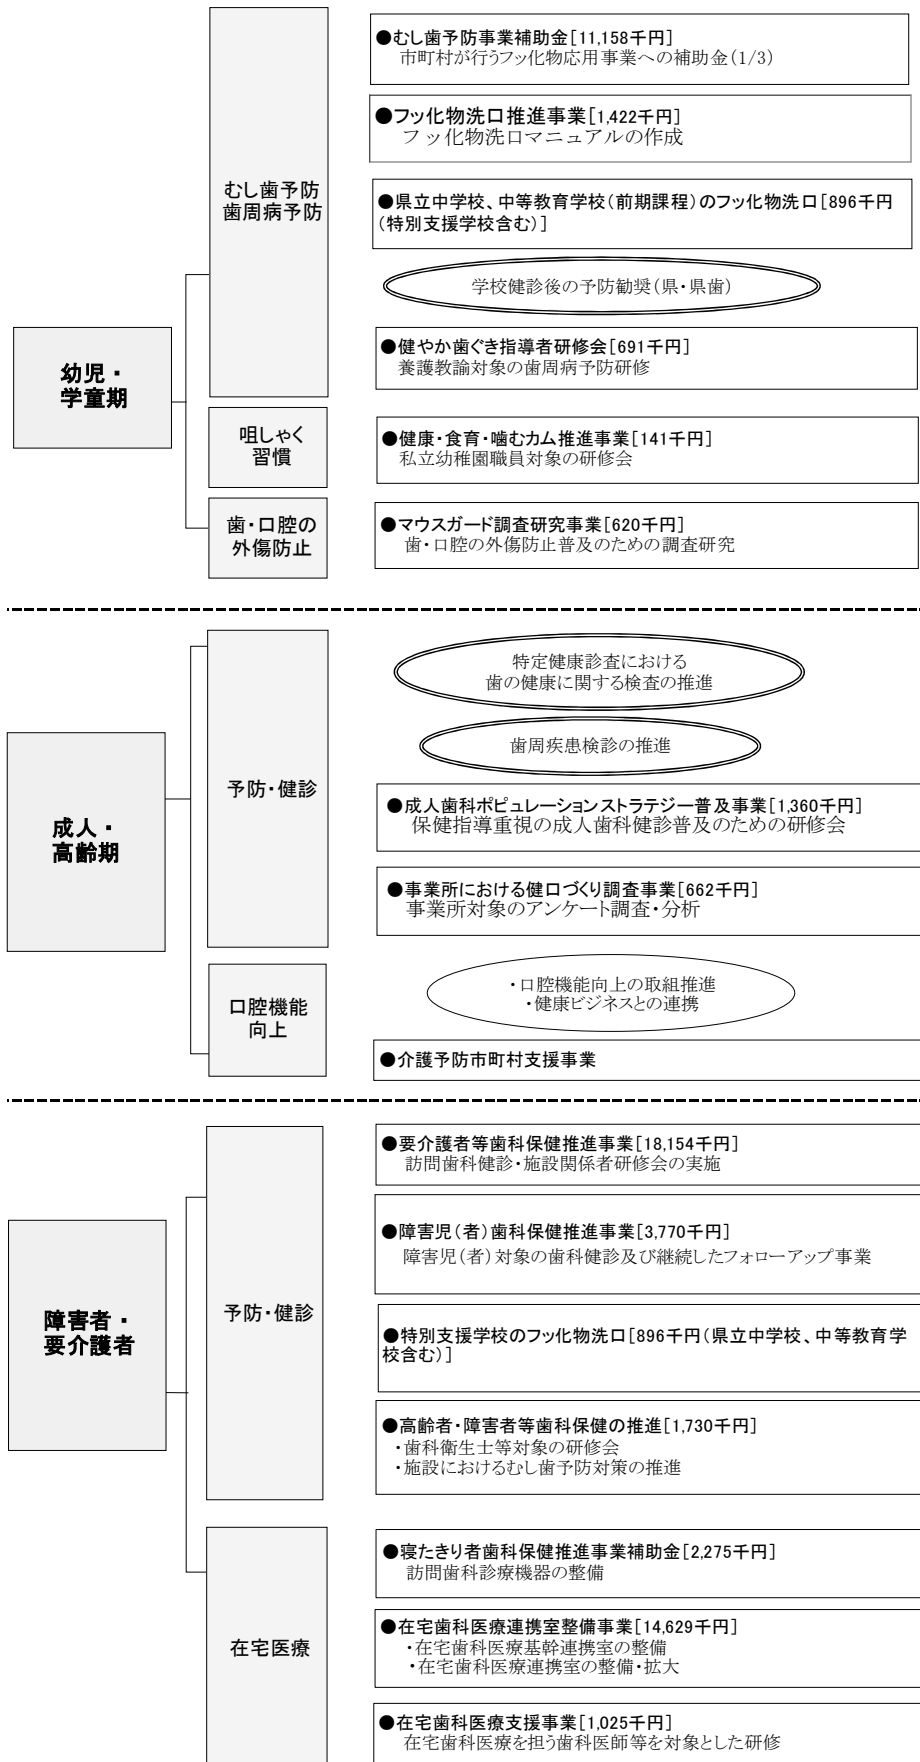 幼児・
学童期
むし歯予防
歯周病予防
●むし歯予防事業補助金[11,158千円]
市町村が行うフッ化物応用事業への補助金(1/3)
●フッ化物洗口推進事業[1,422千円]
フッ化物洗口マニュアルの作成
●県立中学校、中等教育学校(前期課程)のフッ化物洗口[896千円
(特別支援学校含む)]
学校健診後の予防勧奨(県・県歯)
●健やか歯ぐき指導者研修会[691千円]
養護教諭対象の歯周病予防研修
咀しゃく
習慣
●健康・食育・噛むカム推進事業[141千円]
私立幼稚園職員対象の研修会
歯・口腔の
外傷防止
●マウスガード調査研究事業[620千円]
歯・口腔の外傷防止普及のための調査研究
成人・
高齢期
予防・健診
特定健康診査における
歯の健康に関する検査の推進
歯周疾患検診の推進
●成人歯科ポピュレーションストラテジー普及事業[1,360千円]
保健指導重視の成人歯科健診普及のための研修会
●事業所における健口づくり調査事業[662千円]
事業所対象のアンケート調査・分析
口腔機能
向上
・口腔機能向上の取組推進
・健康ビジネスとの連携
●介護予防市町村支援事業
障害者・
要介護者
予防・健診
●要介護者等歯科保健推進事業[18,154千円]
訪問歯科健診・施設関係者研修会の実施
●障害児(者)歯科保健推進事業[3,770千円]
障害児(者)対象の歯科健診及び継続したフォローアップ事業
●特別支援学校のフッ化物洗口[896千円(県立中学校、中等教育学
校含む)]
●高齢者・障害者等歯科保健の推進[1,730千円]
・歯科衛生士等対象の研修会
・施設におけるむし歯予防対策の推進
在宅医療
●寝たきり者歯科保健推進事業補助金[2,275千円]
訪問歯科診療機器の整備
●在宅歯科医療連携室整備事業[14,629千円]
・在宅歯科医療基幹連携室の整備
・在宅歯科医療連携室の整備・拡大
●在宅歯科医療支援事業[1,025千円]
在宅歯科医療を担う歯科医師等を対象とした研修